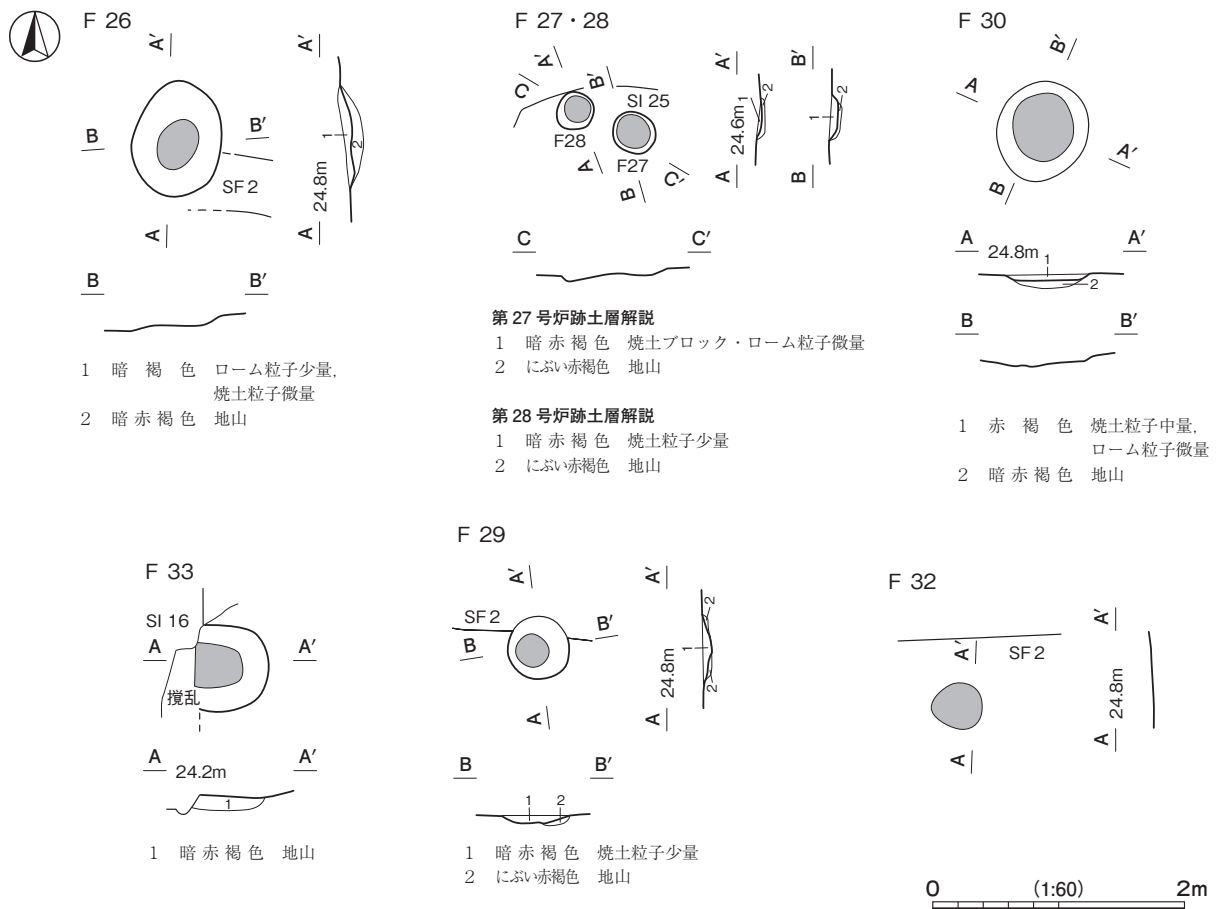 F 26
A′
A′
B
B′
SF 2
1
2
24.8m
A
A
B
B′
1 暗褐色 ローム粒子少量,
焼土粒子微量
2 暗赤褐色 地山
F 27・28
C
A′
B′
SI 25
F28
F27
A
B
C′
A′
1
2
24.6m
A
B′
B
C
C′
第 27 号炉跡土層解説
1 暗赤褐色 焼土ブロック・ローム粒子微量
2 にぶい赤褐色 地山
第 28 号炉跡土層解説
1 暗赤褐色 焼土粒子少量
2 にぶい赤褐色 地山
F 30
B′
A
A′
B
A
24.8m
1
A′
2
B
B′
1 赤褐色 焼土粒子中量,
ローム粒子微量
2 暗赤褐色 地山
F 33
SI 16
A
A′
撹乱
A
24.2m
A′
1
1 暗赤褐色 地山
F 29
A′
SF 2
B
B′
A
A′
2
1
24.8m
2
A
B
B′
1
2
1 暗赤褐色 焼土粒子少量
2 にぶい赤褐色 地山
F 32
A′
SF 2
A
A′
24.8m
A
0
(1:60)
2m